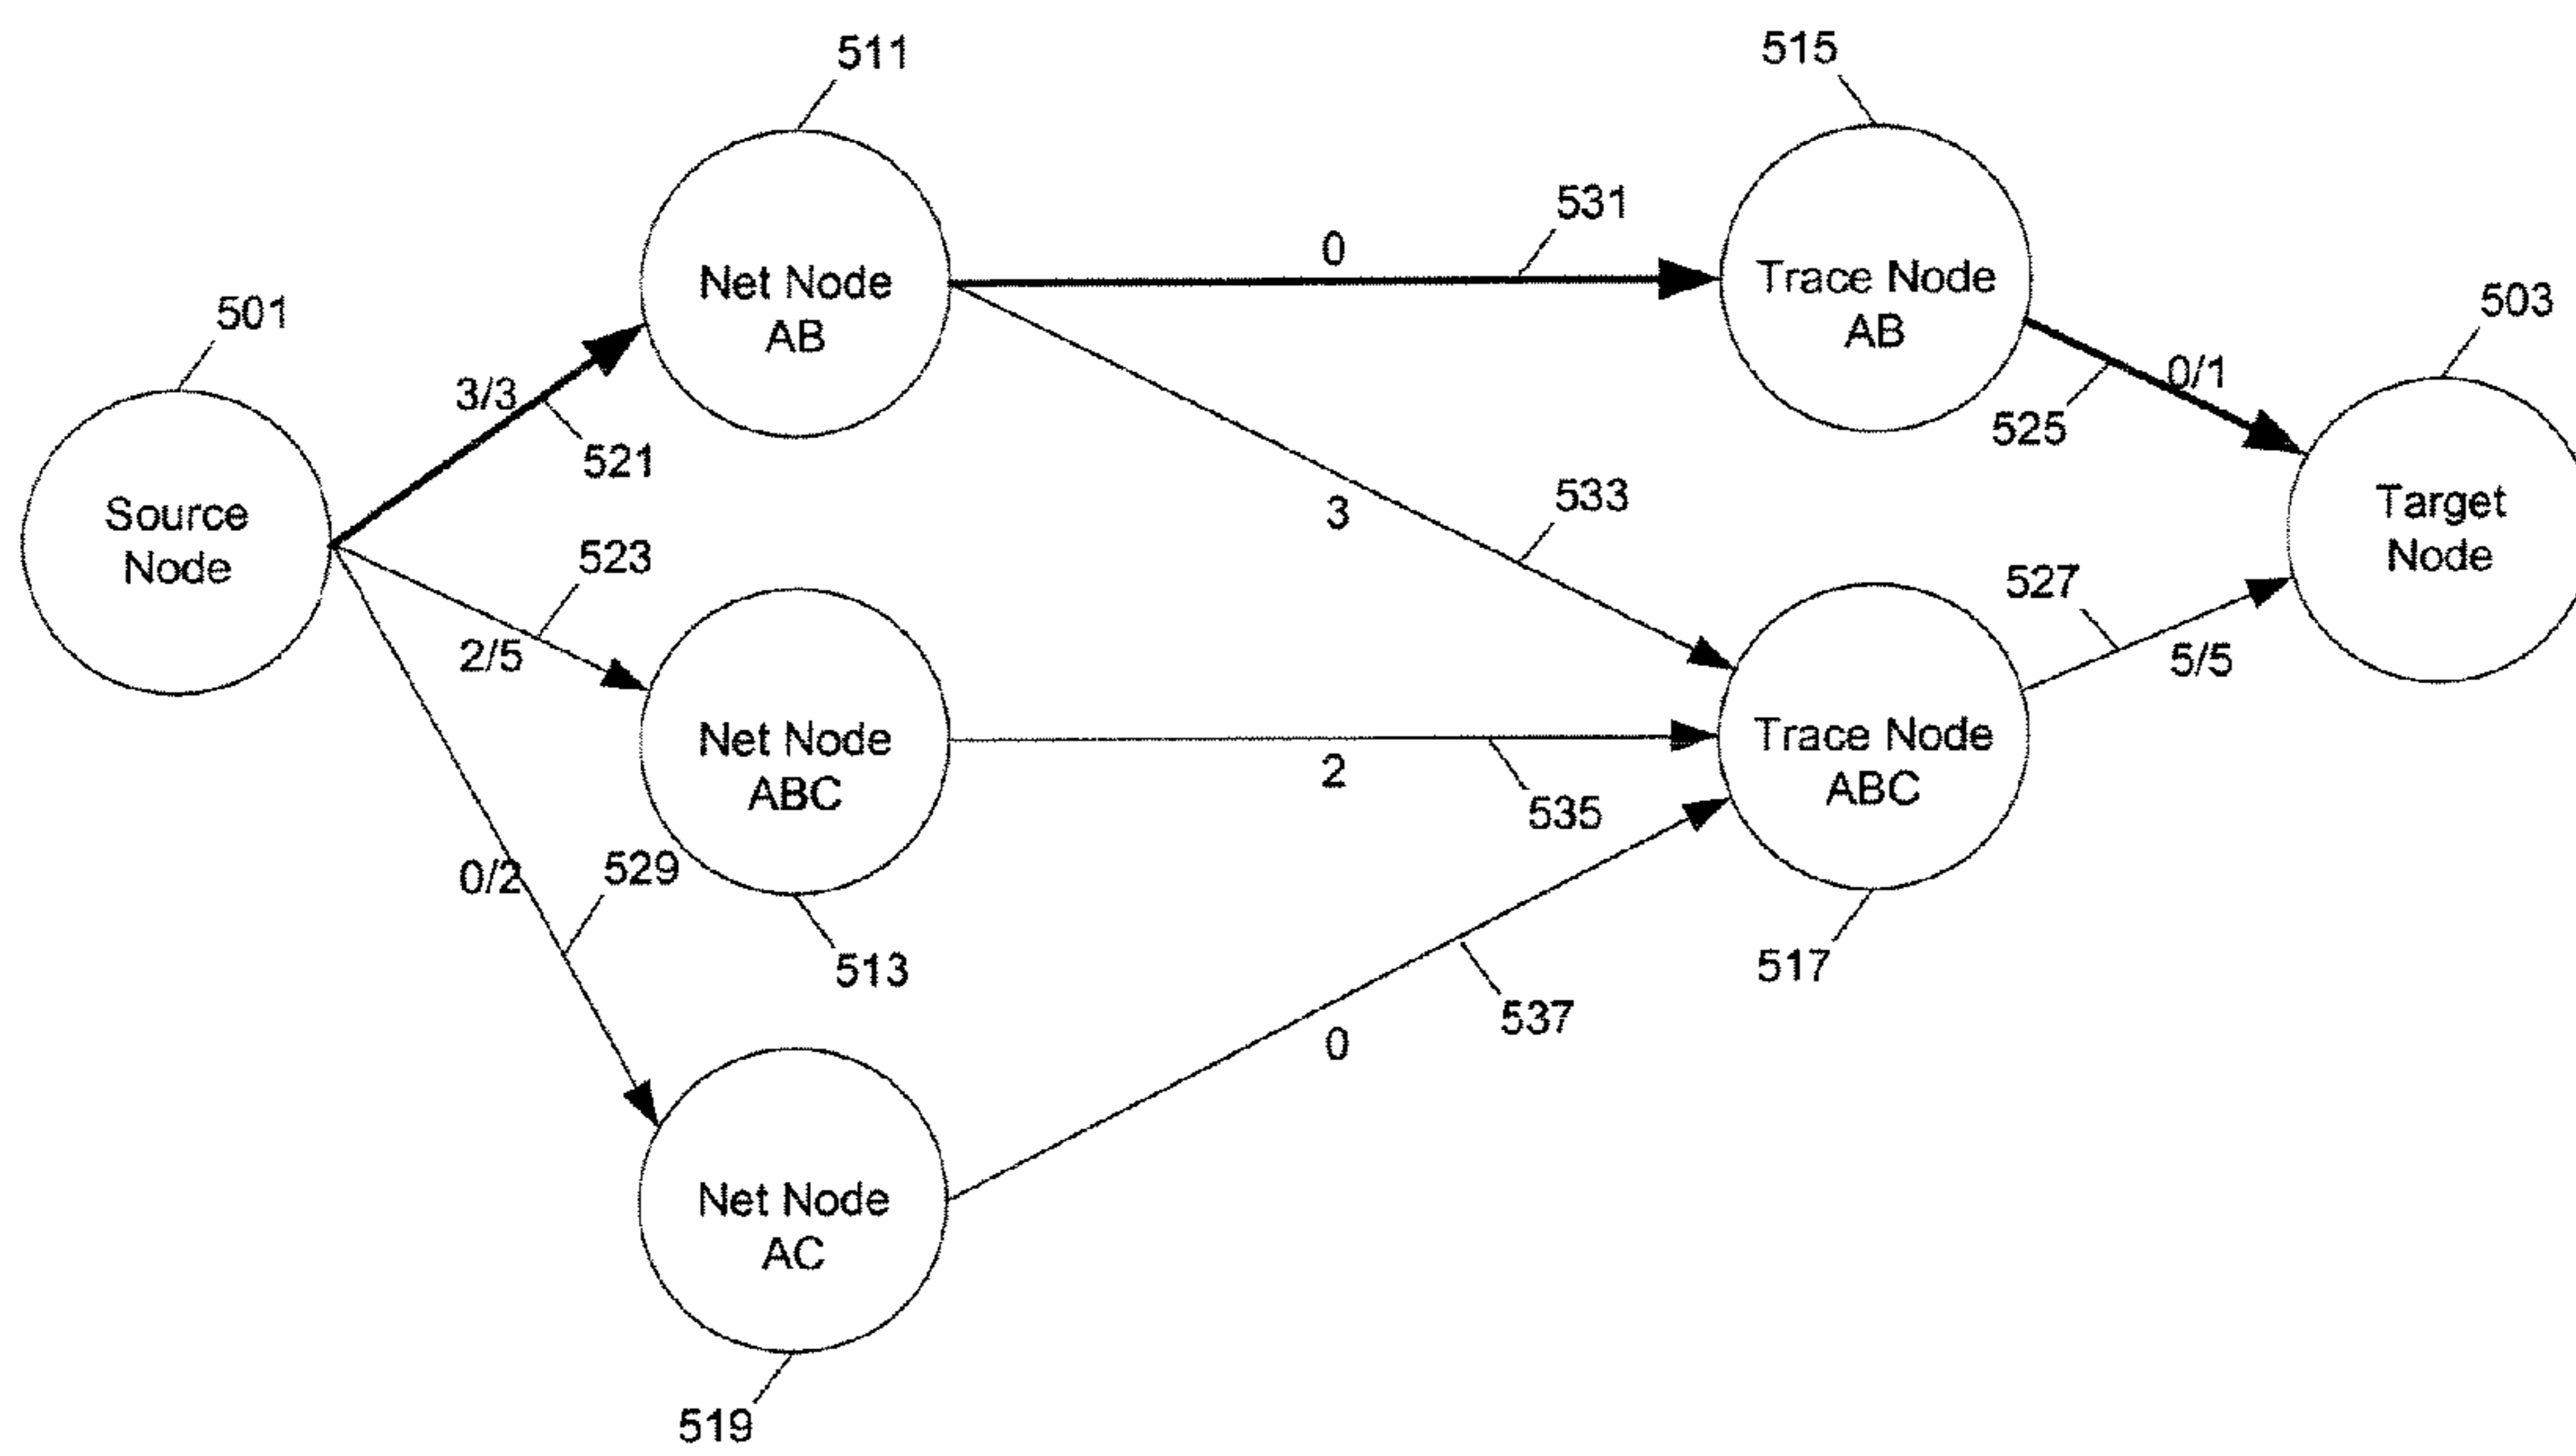 511
515
531
0
Net Node
AB
Trace Node
AB
503
501
3/3
521
0/1
525
533
3
Source
Node
523
2/5
Target
Node
527
5/5
Net Node
ABC
2
535
Trace Node
ABC
0/2
529
513
517
537
0
Net Node
AC
519